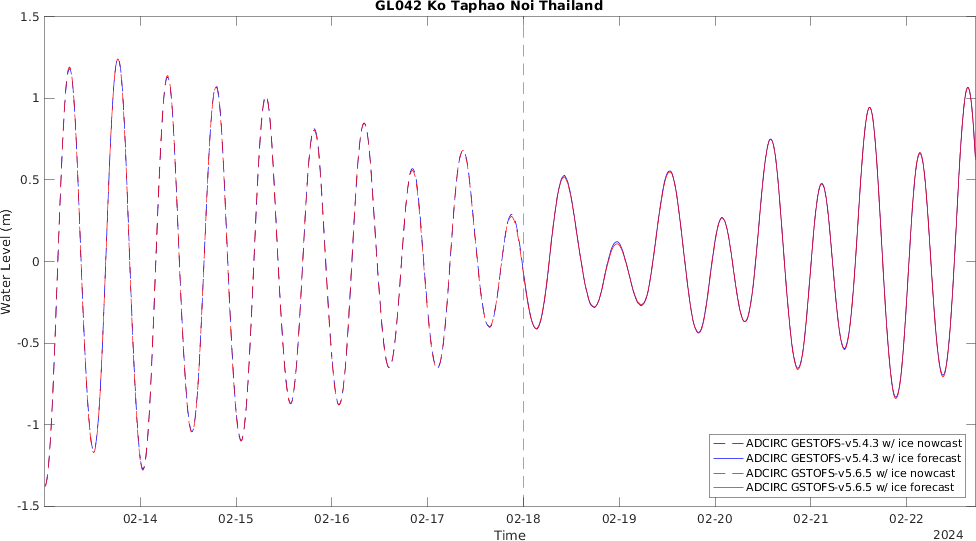 GL042 Ko Taphao Noi Thailand
1.5
1
0.5
0
-0.5
-1
-1.5
Water Level (m)
02-14 02-15 02-16 02-17 02-18 02-19 02-20 02-21 02-22
Time
2024
ADCIRC GESTOFS-v5.4.3 w/ ice nowcast
ADCIRC GESTOFS-v5.4.3 w/ ice forecast
ADCIRC GSTOFS-v5.6.5 w/ ice nowcast
ADCIRC GSTOFS-v5.6.5 w/ ice forecast